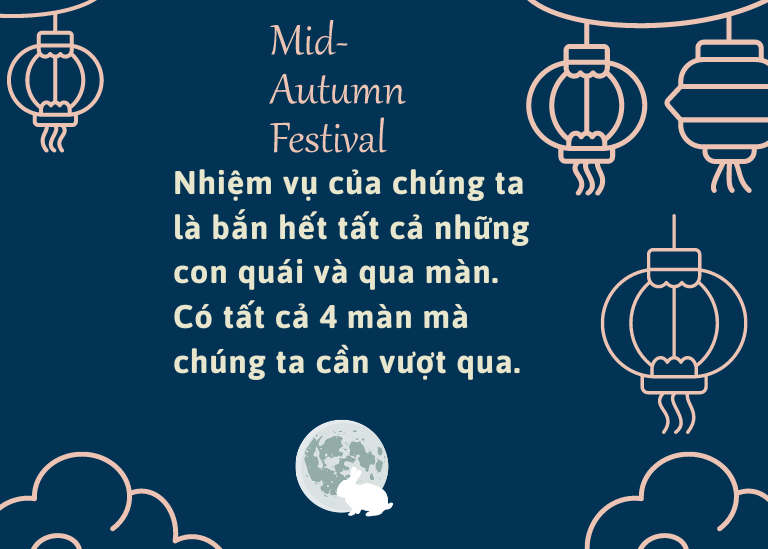 Mid-
Autumn
Festival
Nhiệm vụ của chúng ta
là bắn hết tất cả những
con quái và qua màn.
Có tất cả 4 màn mà
chúng ta cần vượt qua.